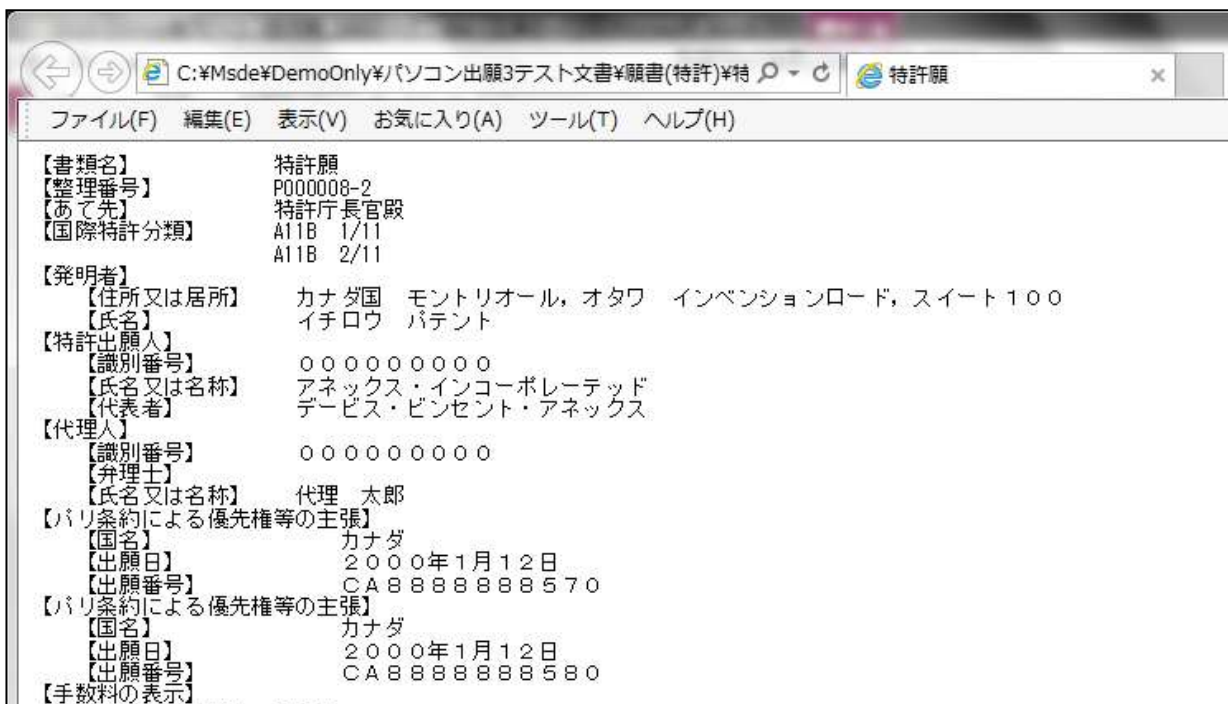 C:¥Msde¥DemoOnly¥パソコン出願3テスト文書¥願書(特許)¥特
特許願
ファイル(F) 編集(E) 表示(V) お気に入り(A) ツール(T) ヘルプ(H)
【書類名】 特許願
【整理番号】 P000008-2
【あて先】 特許庁長官殿
【国際特許分類】 A11B 1/11
A11B 2/11
【発明者】
【住所又は居所】 カナダ国 モントリオール,オタワ インベンションロード,スイート100
【氏名】 イチロウ パテント
【特許出願人】
【識別番号】 000000000
【氏名又は名称】 アネックス・インコーポレーテッド
【代表者】 デービス・ビンセント・アネックス
【代理人】
【識別番号】 000000000
【弁理士】
【氏名又は名称】 代理 太郎
【パリ条約による優先権等の主張】
【国名】 カナダ
【出願日】 2000年1月12日
【出願番号】 CA8888888570
【パリ条約による優先権等の主張】
【国名】 カナダ
【出願日】 2000年1月12日
【出願番号】 CA8888888580
【手数料の表示】